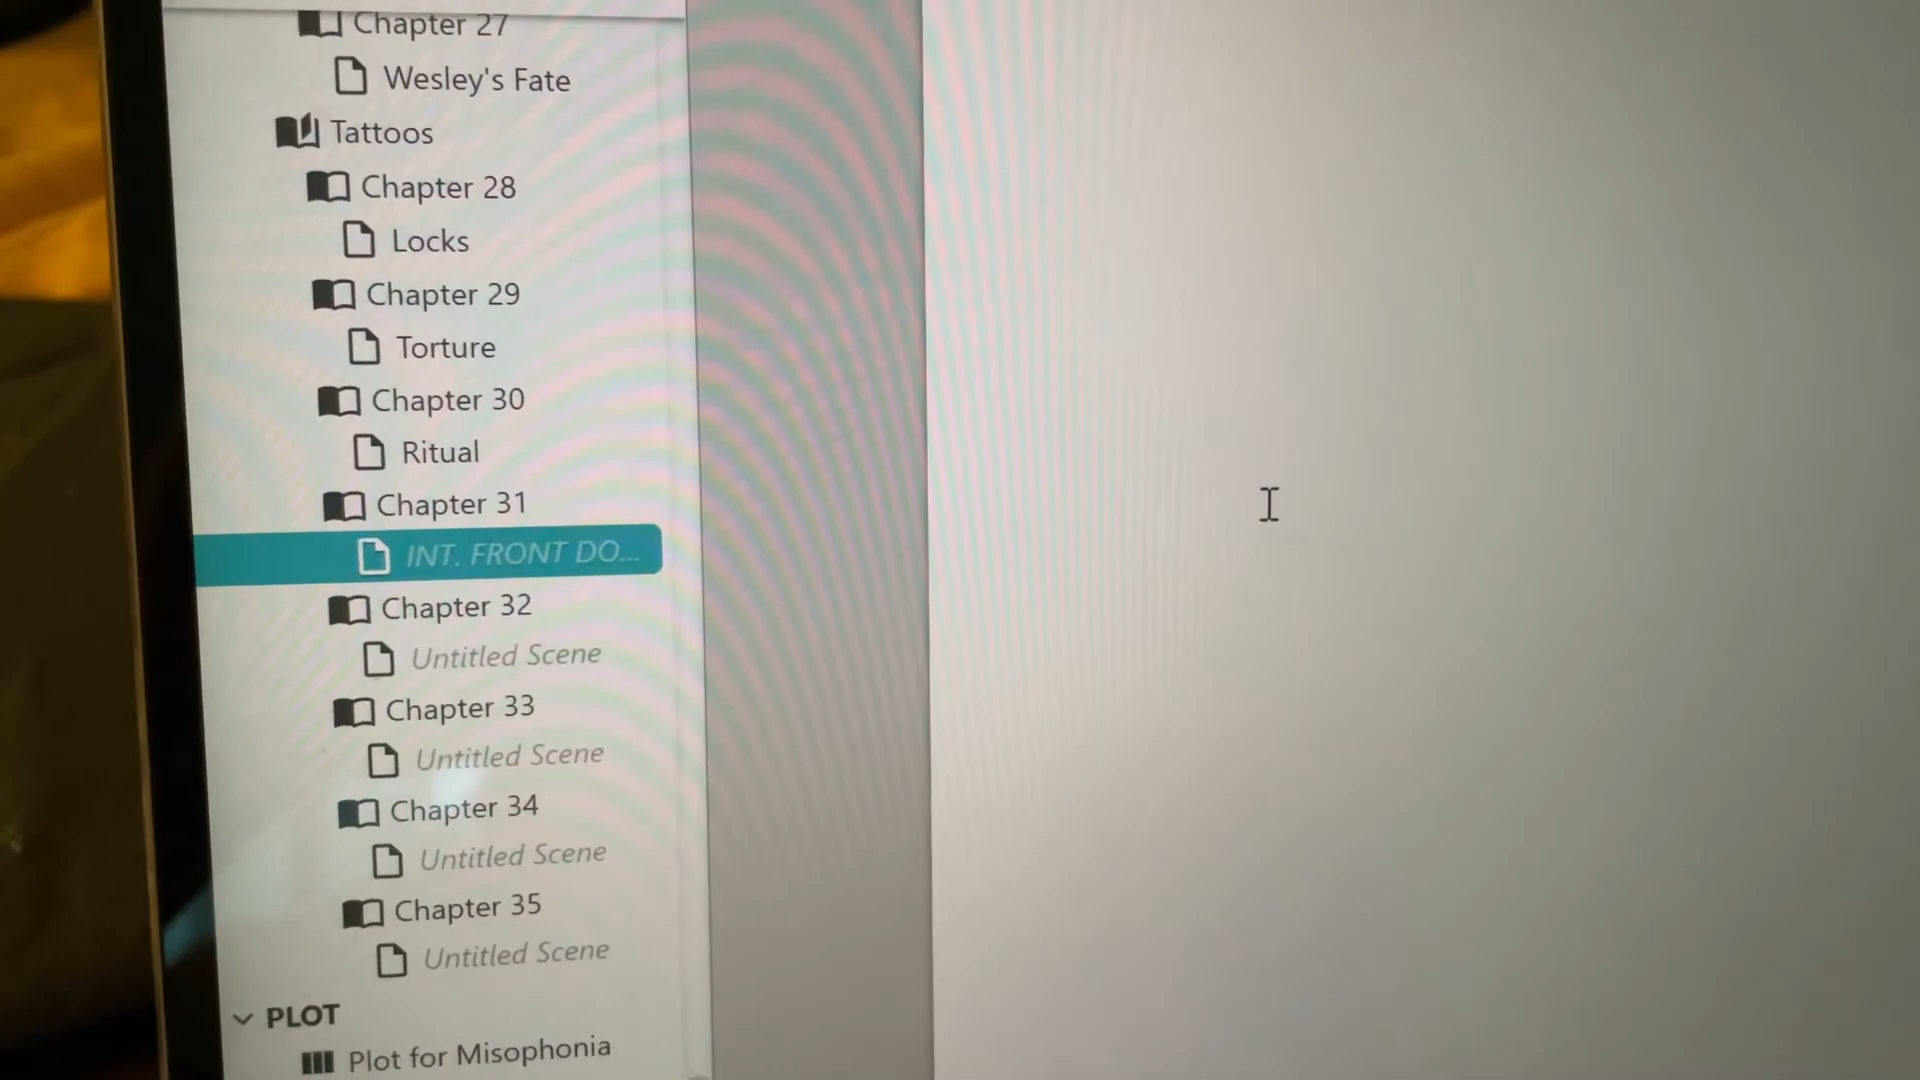 Chapter 27
Wesley's Fate
Tattoos
Chapter 28
Locks
Chapter 29
Torture
Chapter 30
Ritual
Chapter 31
INT. FRONT DO...
Chapter 32
Untitled Scene
Chapter 33
Untitled Scene
Chapter 34
Untitled Scene
Chapter 35
Untitled Scene
PLOT
Plot for Misophonia